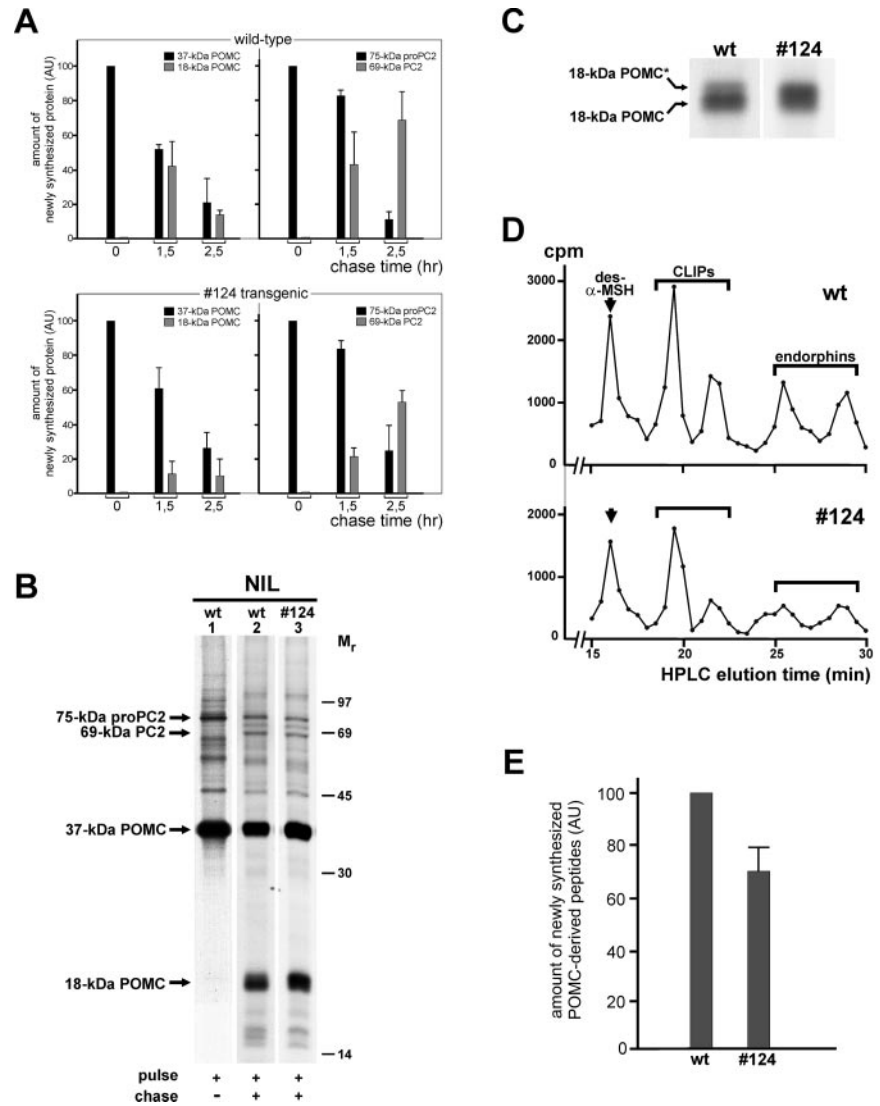 A
wild-type
37-kDa POMC
18-kDa POMC
75-kDa proPC2
69-kDa PC2
amount of
newly synthesized protein (AU)
100
80
60
40
20
0
0 1,5 2,5
0 1,5 2,5
chase time (hr)
#124 transgenic
37-kDa POMC
18-kDa POMC
75-kDa proPC2
69-kDa PC2
amount of
newly synthesized protein (AU)
100
80
60
40
20
0
0 1,5 2,5
0 1,5 2,5
chase time (hr)
B
NIL
wt wt #124
1 2 3
Mr
75-kDa proPC2
69-kDa PC2
37-kDa POMC
18-kDa POMC
97
69
45
30
14
pulse + + +
chase - + +
C
wt #124
18-kDa POMC*
18-kDa POMC
D
cpm
3000
2000
1000
0
des-
α-MSH
CLIPs
endorphins
wt
2000
1000
0
#124
15 20 25 30
HPLC elution time (min)
E
amount of newly synthesized
POMC-derived peptides (AU)
100
80
60
40
20
0
wt #124